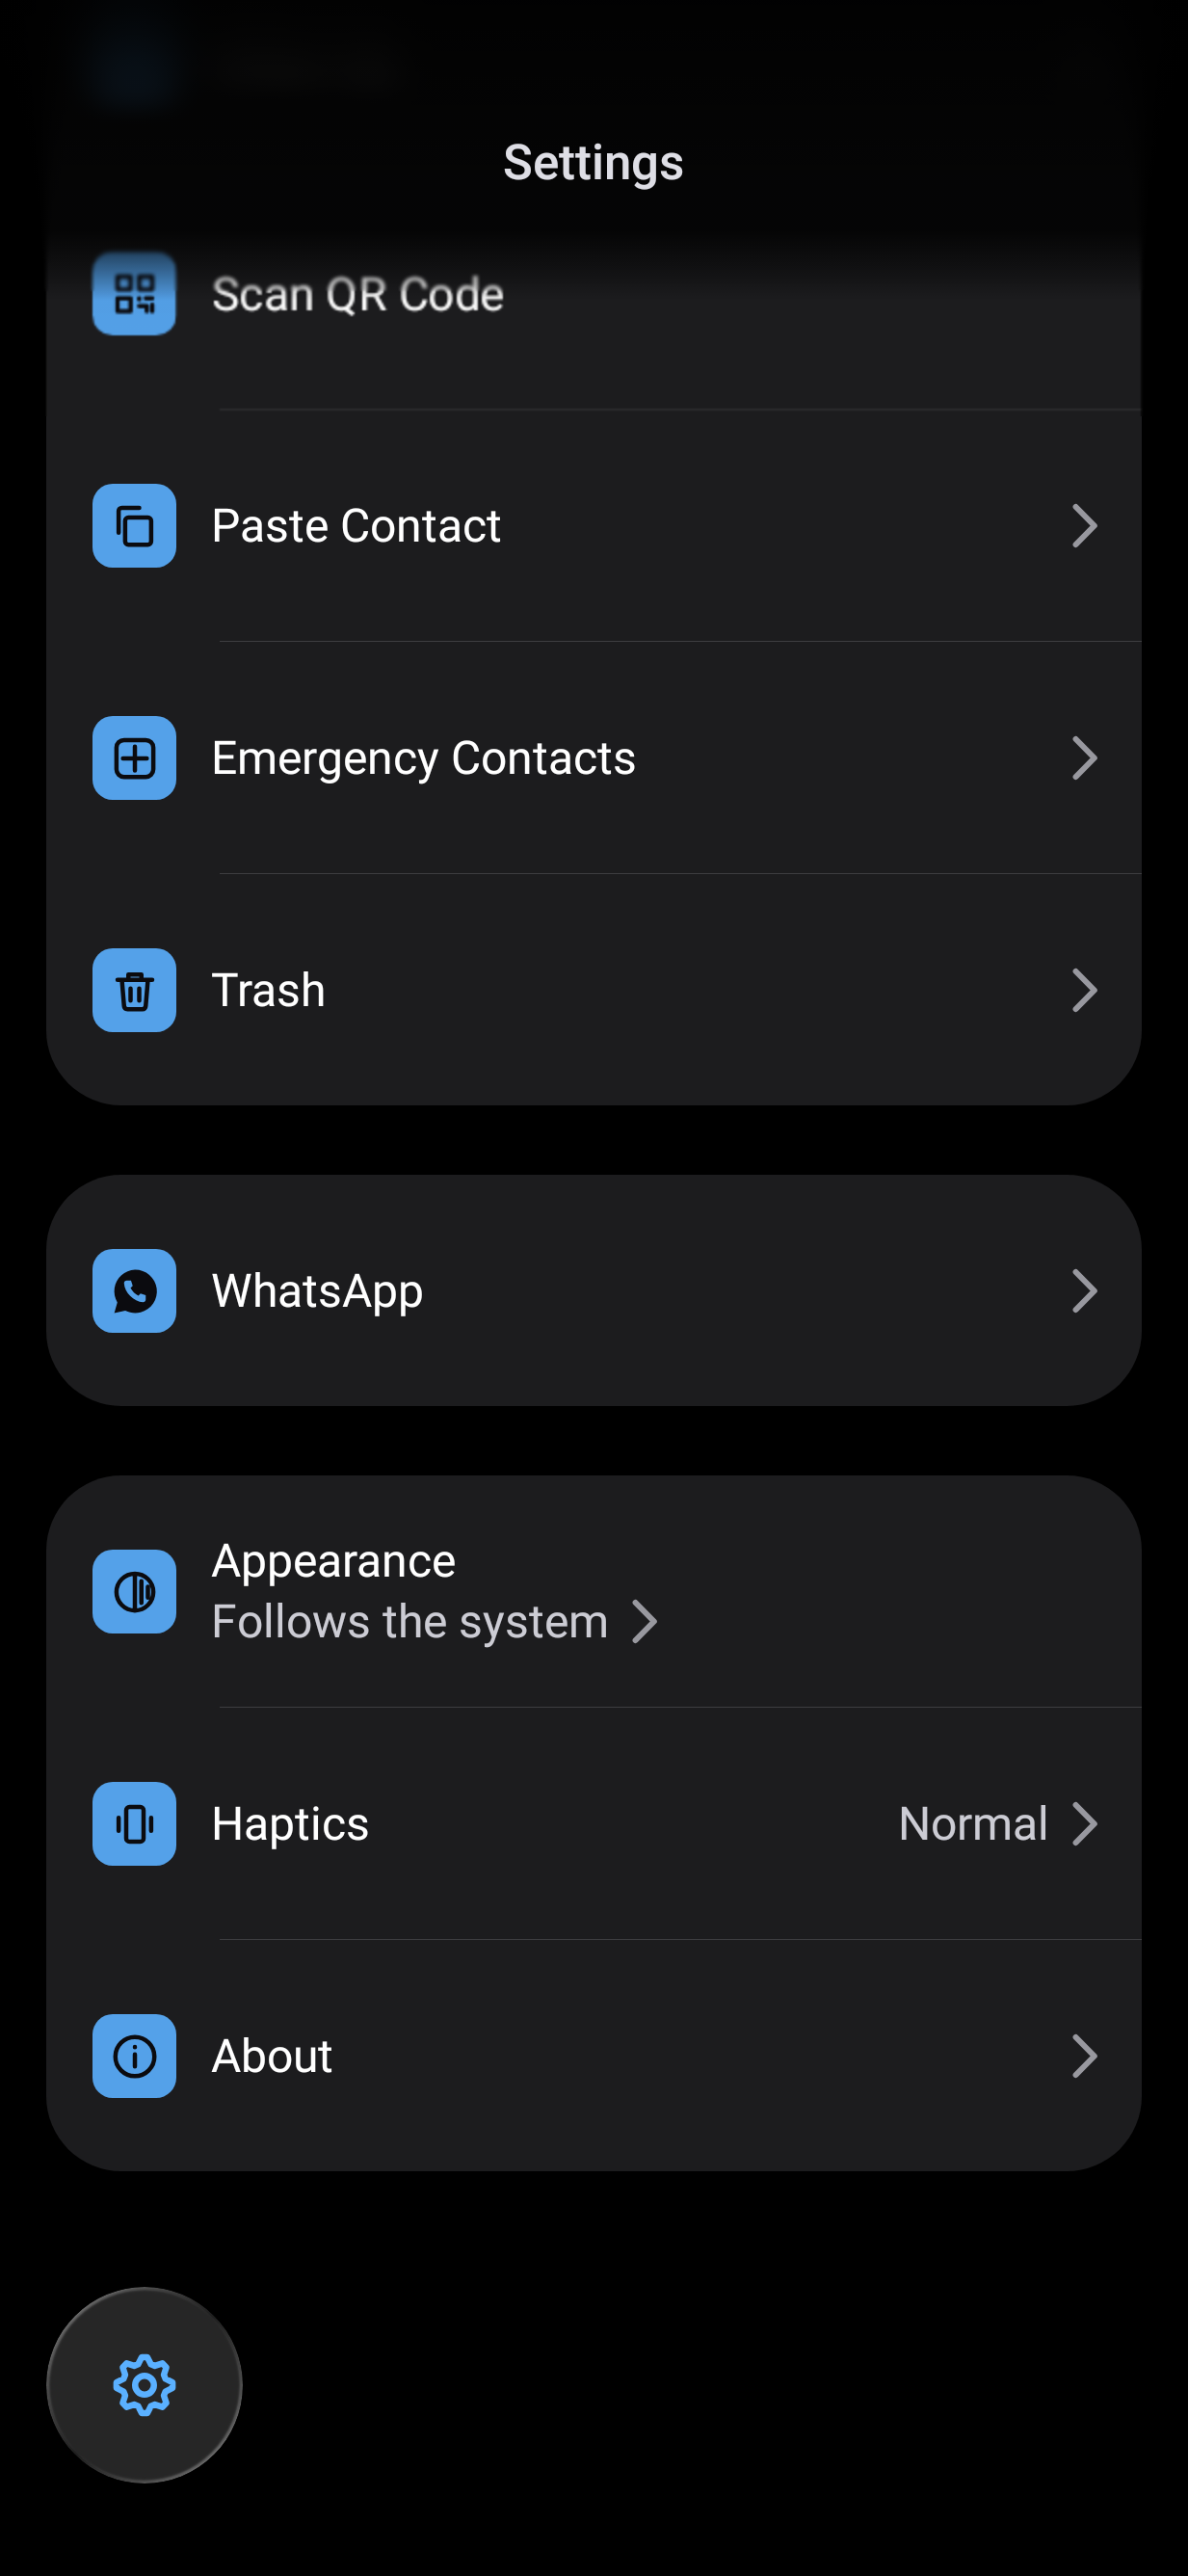 Settings
Scan QR Code
Paste Contact
Emergency Contacts
Trash
WhatsApp
Appearance
Follows the system
Haptics
Normal
About